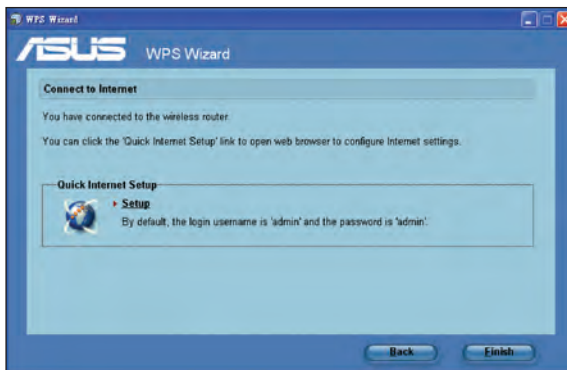 WPS Wizard
ASUS WPS Wizard
Connect to Internet
You have connected to the wireless router.
You can click the 'Quick Internet Setup' link to open web browser to configure Internet settings.
Quick Internet Setup
Setup
By default, the login username is 'admin' and the password is 'admin'.
Back Finish